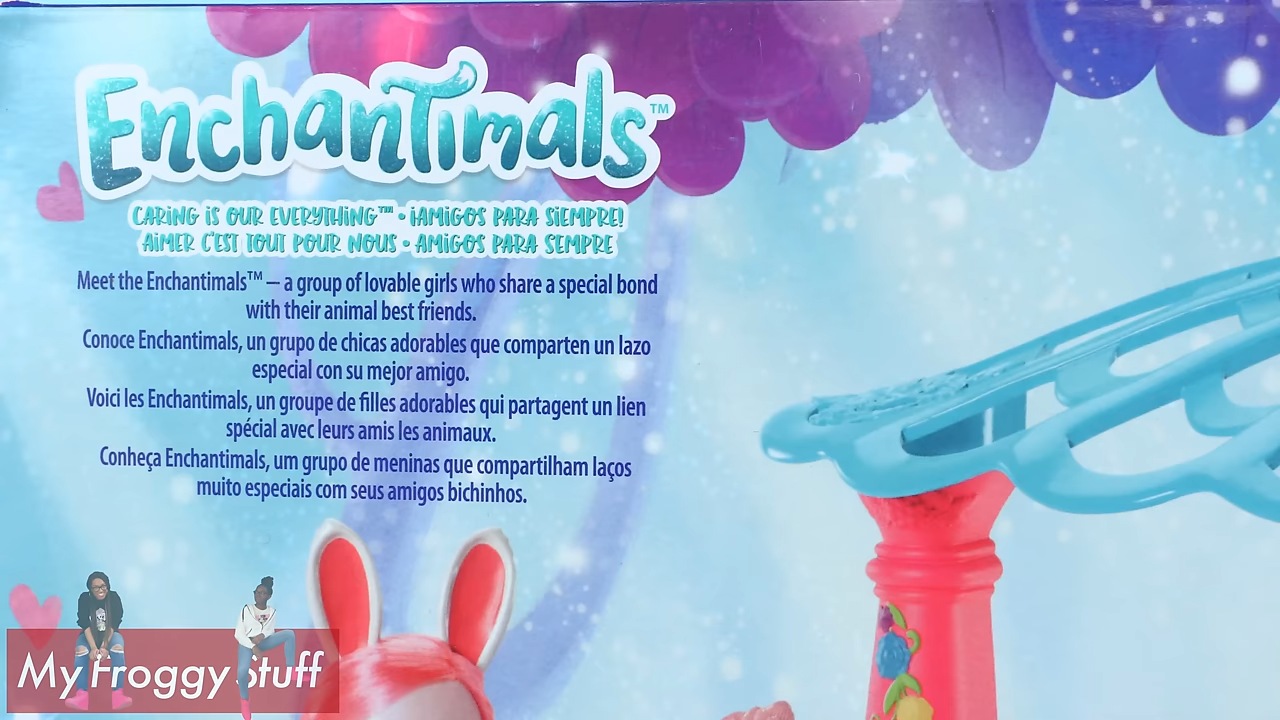 Enchantimals™
CARING IS OUR EVERYTHING™ • ¡AMIGOS PARA SIEMPRE!
AIMER C'EST TOUT POUR NOUS • AMIGOS PARA SEMPRE
Meet the Enchantimals™ – a group of lovable girls who share a special bond
with their animal best friends.
Conoce Enchantimals, un grupo de chicas adorables que comparten un lazo
especial con su mejor amigo.
Voici les Enchantimals, un groupe de filles adorables qui partagent un lien
spécial avec leurs amis les animaux.
Conheça Enchantimals, um grupo de meninas que compartilham laços
muito especiais com seus amigos bichinhos.
My Froggy Stuff